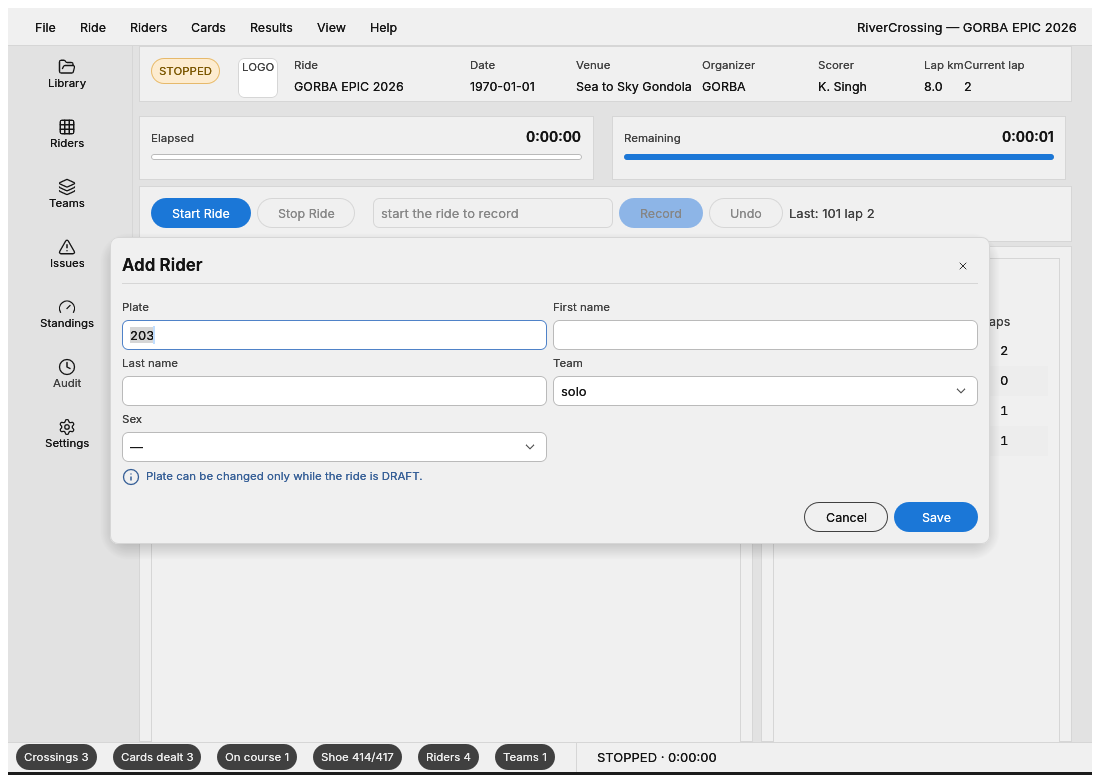 File Ride Riders Cards Results View Help RiverCrossing — GORBA EPIC 2026
Library
Riders
Teams
Issues
Standings
Audit
Settings
STOPPED LOGO
Ride Date Venue Organizer Scorer Lap km Current lap
GORBA EPIC 2026 1970-01-01 Sea to Sky Gondola GORBA K. Singh 8.0 2
Elapsed 0:00:00 Remaining 0:00:01
Start Ride Stop Ride start the ride to record Record Undo Last: 101 lap 2
Add Rider ×
Plate First name
203
Last name Team
solo
Sex
—
Plate can be changed only while the ride is DRAFT.
Cancel Save
aps
2
0
1
1
Crossings 3 Cards dealt 3 On course 1 Shoe 414/417 Riders 4 Teams 1 STOPPED · 0:00:00